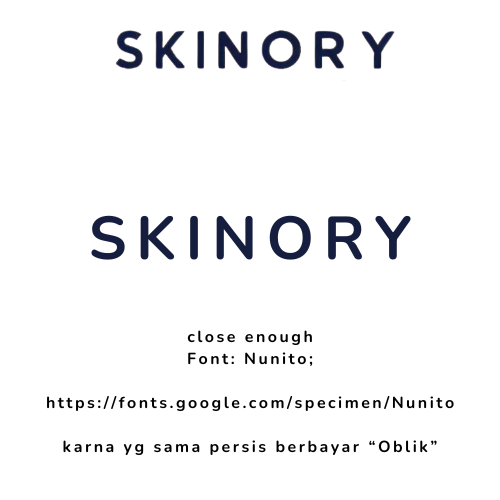 SKINORY
SKINORY
close enough
Font: Nunito;
https://fonts.google.com/specimen/Nunito
karna yg sama persis berbayar “Oblik”